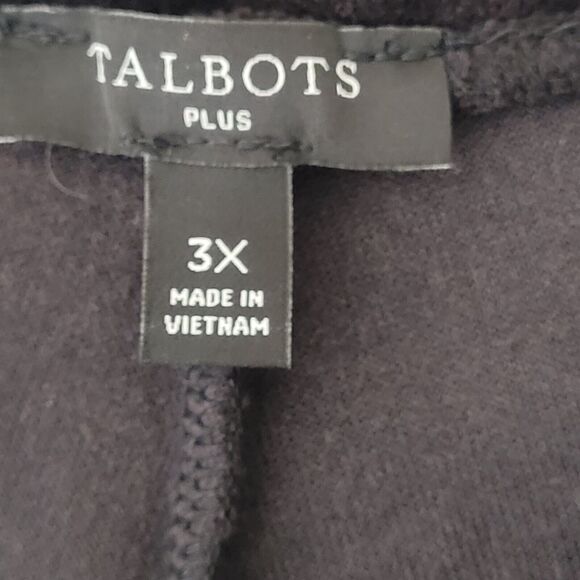 TALBOTS
PLUS
3X
MADE IN
VIETNAM